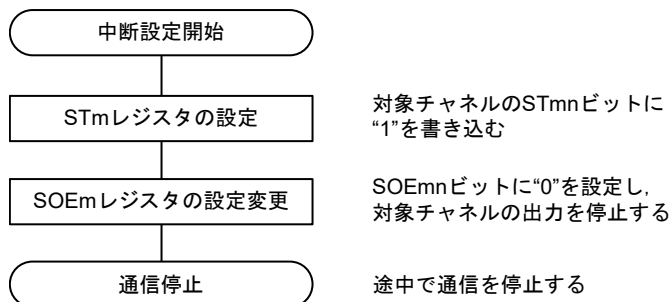 中断設定開始
STmレジスタの設定
対象チャネルのSTmnビットに
“1”を書き込む
SOEmレジスタの設定変更
SOEmnビットに“0”を設定し,
対象チャネルの出力を停止する
通信停止
途中で通信を停止する